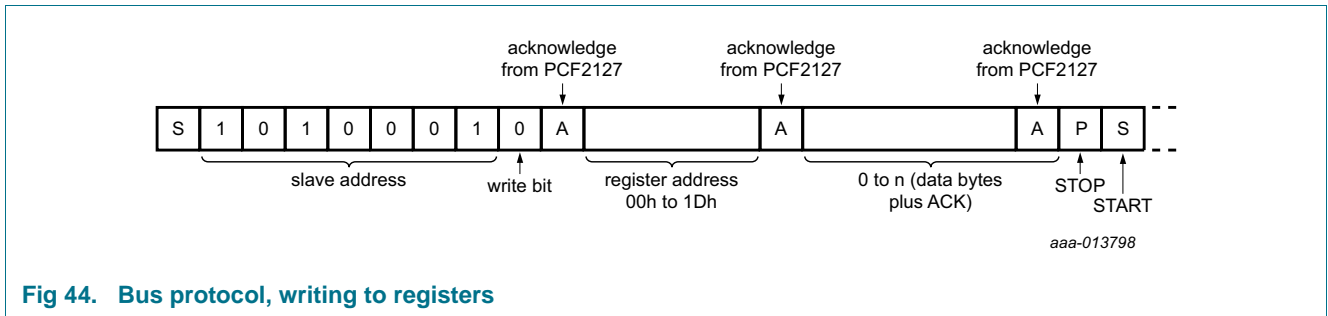 acknowledge
from PCF2127
acknowledge
from PCF2127
acknowledge
from PCF2127
S 1 0 1 0 0 0 1 0 A A A P S
slave address
write bit
register address
00h to 1Dh
0 to n (data bytes
plus ACK)
STOP
START
aaa-013798
Fig 44. Bus protocol, writing to registers